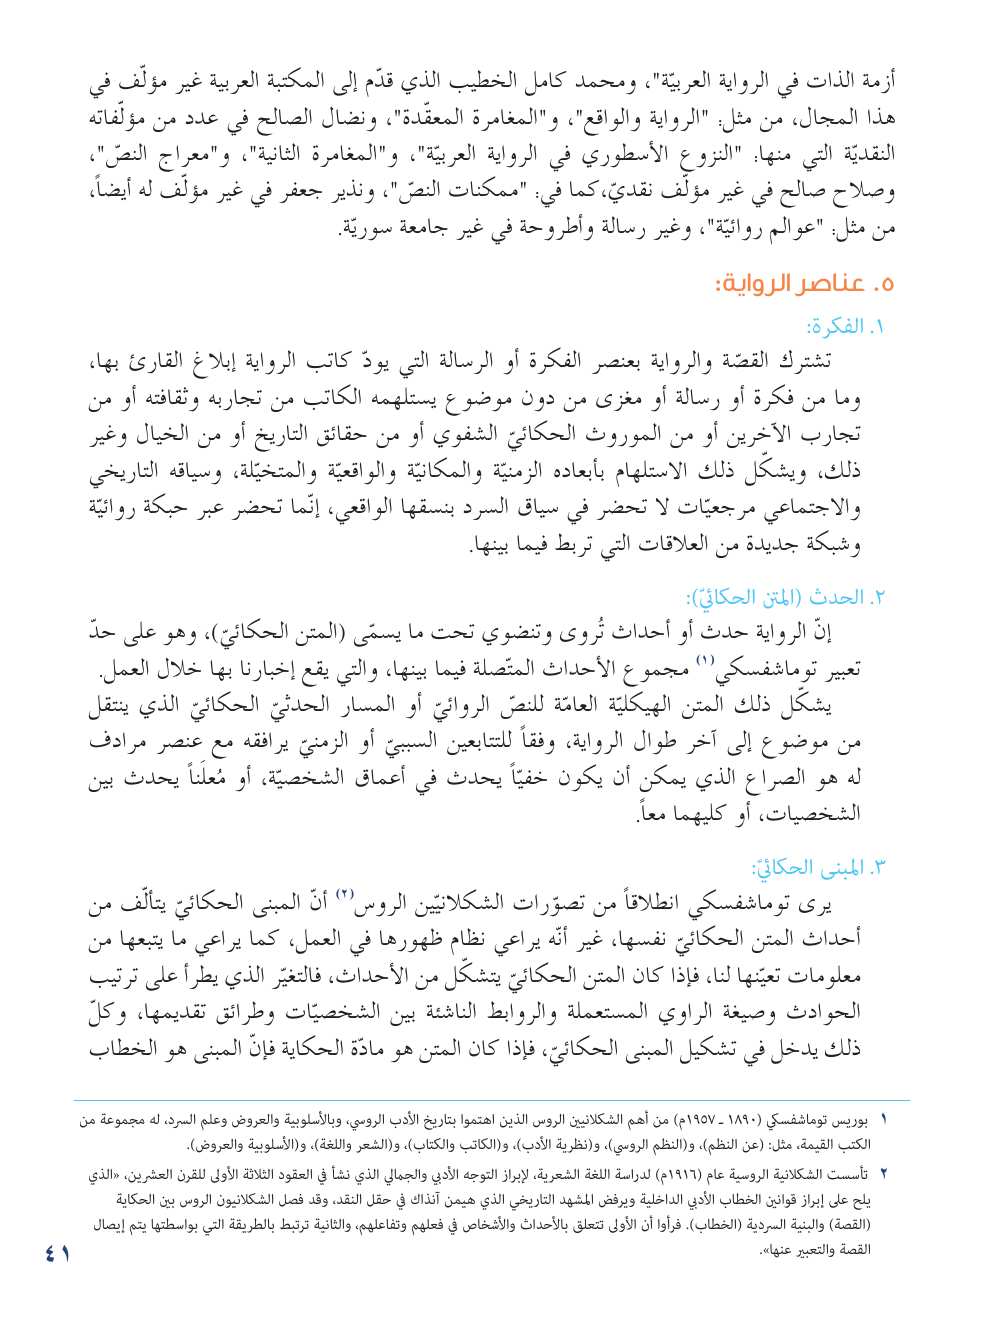 أزمة الذات في الرواية العربيّة"، ومحمد كامل الخطيب الذي قدّم إلى المكتبة العربية غير مؤلّف في
هذا المجال، من مثل: "الرواية والواقع"، و"المغامرة المعقّدة"، ونضال الصالح في عدد من مؤلّفاته
النقديّة التي منها: "النزوع الأسطوري في الرواية العربيّة"، و"المغامرة الثانية"، و"معراج النصّ"،
وصلاح صالح في غير مؤلّف نقديّ،كما في: "ممكنات النصّ"، ونذير جعفر في غير مؤلّف له أيضاً،
من مثل: "عوالم روائيّة"، وغير رسالة وأطروحة في غير جامعة سوريّة.
٥. عناصر الرواية:
١. الفكرة:
تشترك القصّة والرواية بعنصر الفكرة أو الرسالة التي يودّ كاتب الرواية إبلاغ القارئ بها،
وما من فكرة أو رسالة أو مغزى من دون موضوع يستلهمه الكاتب من تجاربه وثقافته أو من
تجارب الآخرين أو من الموروث الحكائيّ الشفوي أو من حقائق التاريخ أو من الخيال وغير
ذلك، ويشكّل ذلك الاستلهام بأبعاده الزمنيّة والمكانيّة والواقعيّة والمتخيّلة، وسياقه التاريخي
والاجتماعي مرجعيّات لا تحضر في سياق السرد بنسقها الواقعي، إنّما تحضر عبر حبكة روائيّة
وشبكة جديدة من العلاقات التي تربط فيما بينها.
٢. الحدث (المتن الحكائيّ):
إنّ الرواية حدث أو أحداث تُروى وتنضوي تحت ما يسمّى (المتن الحكائيّ)، وهو على حدّ
تعبير توماشفسكي(١) مجموع الأحداث المتّصلة فيما بينها، والتي يقع إخبارنا بها خلال العمل.
يشكّل ذلك المتن الهيكليّة العامّة للنصّ الروائيّ أو المسار الحدثيّ الحكائيّ الذي ينتقل
من موضوع إلى آخر طوال الرواية، وفقاً للتتابعين السببيّ أو الزمنيّ يرافقه مع عنصر مرادف
له هو الصراع الذي يمكن أن يكون خفيّاً يحدث في أعماق الشخصيّة، أو مُعلَناً يحدث بين
الشخصيات، أو كليهما معاً.
٣. المبنى الحكائيّ:
يرى توماشفسكي انطلاقاً من تصوّرات الشكلانيّين الروس(٢) أنّ المبنى الحكائيّ يتألّف من
أحداث المتن الحكائيّ نفسها، غير أنّه يراعي نظام ظهورها في العمل، كما يراعي ما يتبعها من
معلومات تعيّنها لنا، فإذا كان المتن الحكائيّ يتشكّل من الأحداث، فالتغيّر الذي يطرأ على ترتيب
الحوادث وصيغة الراوي المستعملة والروابط الناشئة بين الشخصيّات وطرائق تقديمها، وكلّ
ذلك يدخل في تشكيل المبنى الحكائيّ، فإذا كان المتن هو مادّة الحكاية فإنّ المبنى هو الخطاب
١ بوريس توماشفسكي (١٨٩٠ ـ ١٩٥٧م) من أهم الشكلانيين الروس الذين اهتموا بتاريخ الأدب الروسي، وبالأسلوبية والعروض وعلم السرد، له مجموعة من
الكتب القيمة، مثل: (عن النظم)، و(النظم الروسي)، و(نظرية الأدب)، و(الكاتب والكتاب)، و(الشعر واللغة)، و(الأسلوبية والعروض).
٢ تأسست الشكلانية الروسية عام (١٩١٦م) لدراسة اللغة الشعرية، لإبراز التوجه الأدبي والجمالي الذي نشأ في العقود الثلاثة الأولى للقرن العشرين، «الذي
يلح على إبراز قوانين الخطاب الأدبي الداخلية ويرفض المشهد التاريخي الذي هيمن آنذاك في حقل النقد، وقد فصل الشكلانيون الروس بين الحكاية
(القصة) والبنية السردية (الخطاب). فرأوا أن الأولى تتعلق بالأحداث والأشخاص في فعلهم وتفاعلهم، والثانية ترتبط بالطريقة التي بواسطتها يتم إيصال
القصة والتعبير عنها».
٤١